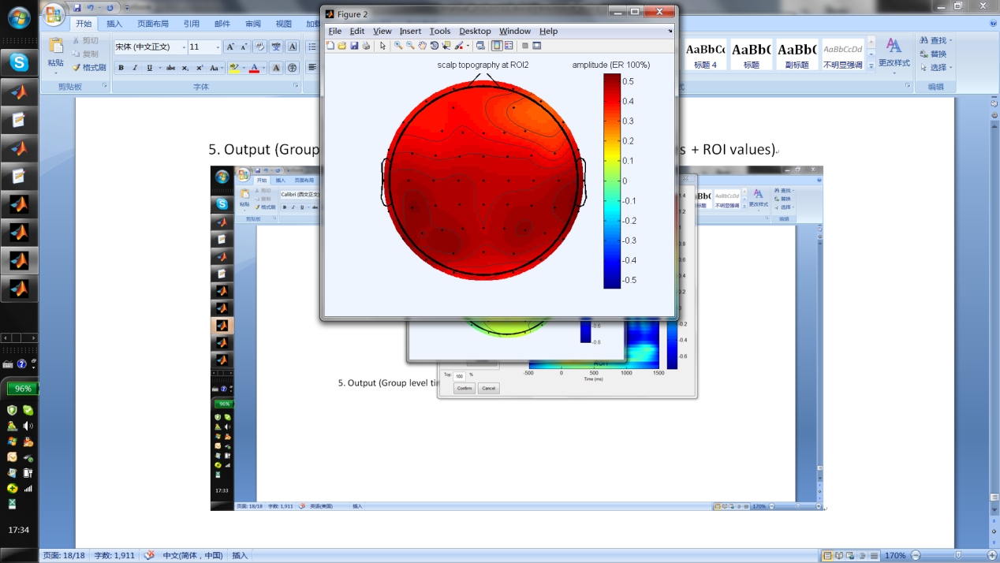 Figure 2
File Edit View Insert Tools Desktop Window Help
scalp topography at ROI2
amplitude (ER 100%)
0.5
0.4
0.3
0.2
0.1
0
-0.1
-0.2
-0.3
-0.4
-0.5
开始 插入 页面布局 引用 邮件 审阅 视图 加载
粘贴
剪切
复制
格式刷
剪贴板
宋体 (中文正文) 11
字体
AaBbCc AaBb( AaBb( AaBbCcDd
标题 4 标题 副标题 不明显强调
更改样式
查找
替换
选择
编辑
5. Output (Group
s + ROI values)
开始 插入 页面布局
粘贴
剪切
复制
格式刷
剪贴板
Calibri (西文正文)
AaBbCcDd
不明显强调
更改样式
查找
替换
选择
编辑
-0.6
-0.8
1.4
1.2
0.8
0.6
0.4
0.2
0
-0.2
-0.4
-0.6
ROI1
-500 0 500 1000 1500
Time (ms)
Top: 100 %
Confirm Cancel
5. Output (Group level tim
96%
17:33
页面: 18/18 字数: 1,911 英语(美国) 插入 170%
96%
17:34
页面: 18/18 字数: 1,911 中文(简体，中国) 插入 170%